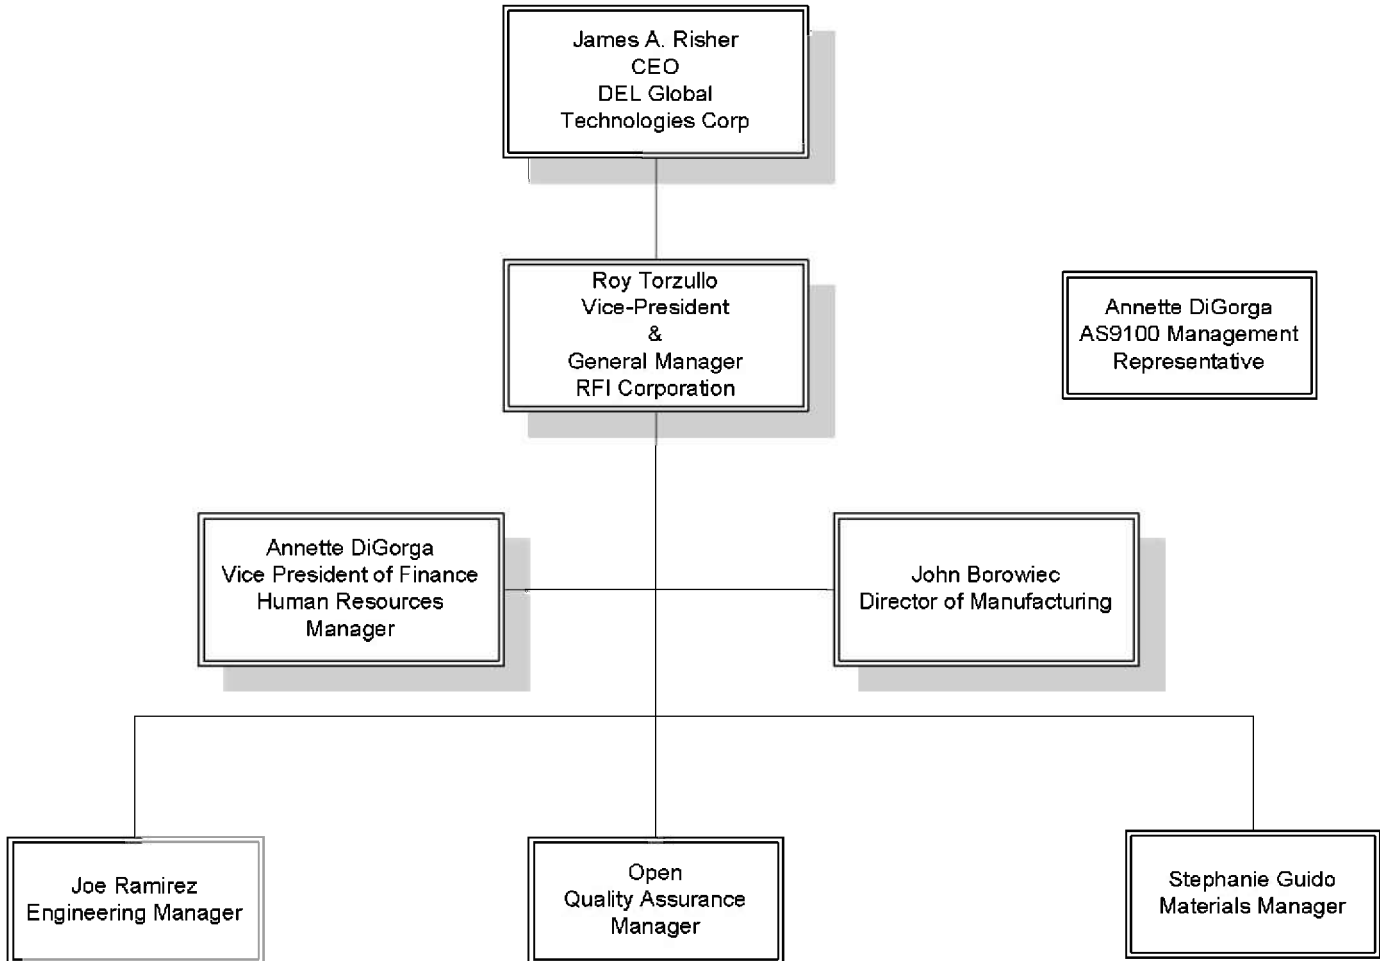 James A. Risher
CEO
DEL Global
Technologies Corp
Roy Torzullo
Vice-President
&
General Manager
RFI Corporation
Annette DiGorga
AS9100 Management
Representative
Annette DiGorga
Vice President of Finance
Human Resources
Manager
John Borowiec
Director of Manufacturing
Joe Ramirez
Engineering Manager
Open
Quality Assurance
Manager
Stephanie Guido
Materials Manager